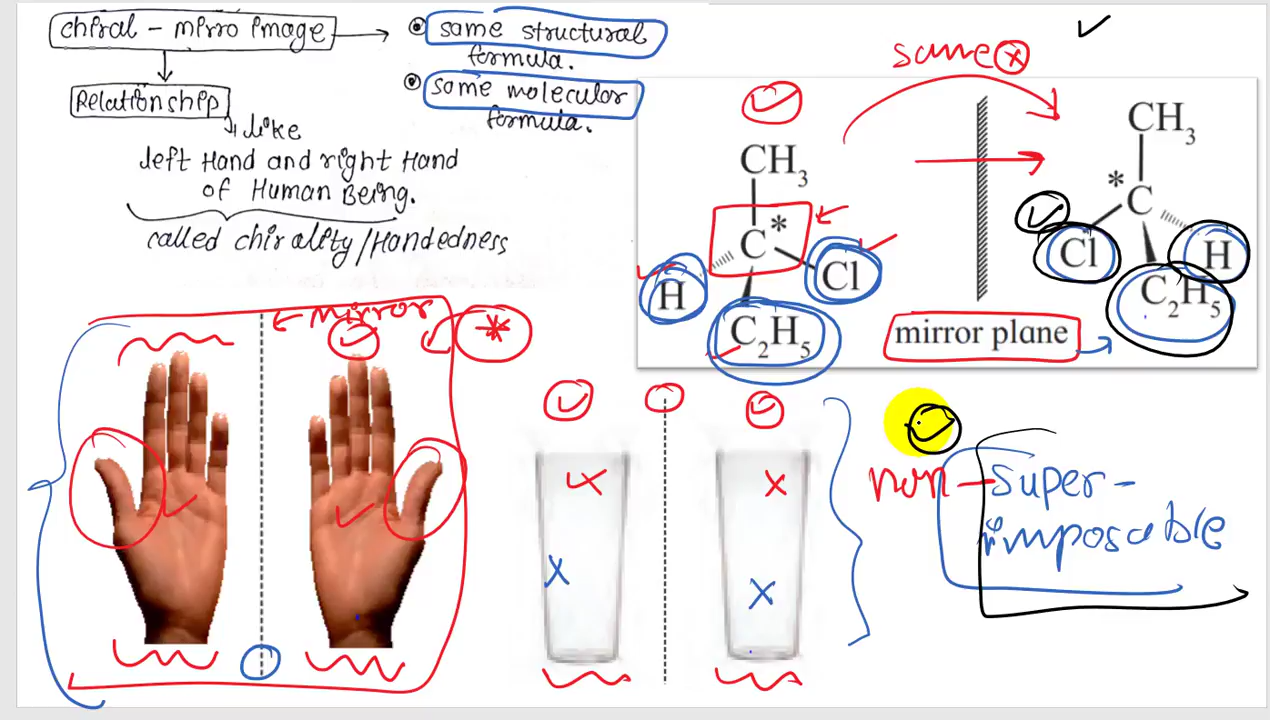 chiral - mirro image
same structural
formula.
same molecular
formula.
Relationship
like
left Hand and right Hand
of Human Being.
called chirality/Handedness
same
CH3
*
C
H
Cl
C2H5
mirror plane
CH3
*
C
Cl
H
C2H5
mirror
*
non-super-
imposable